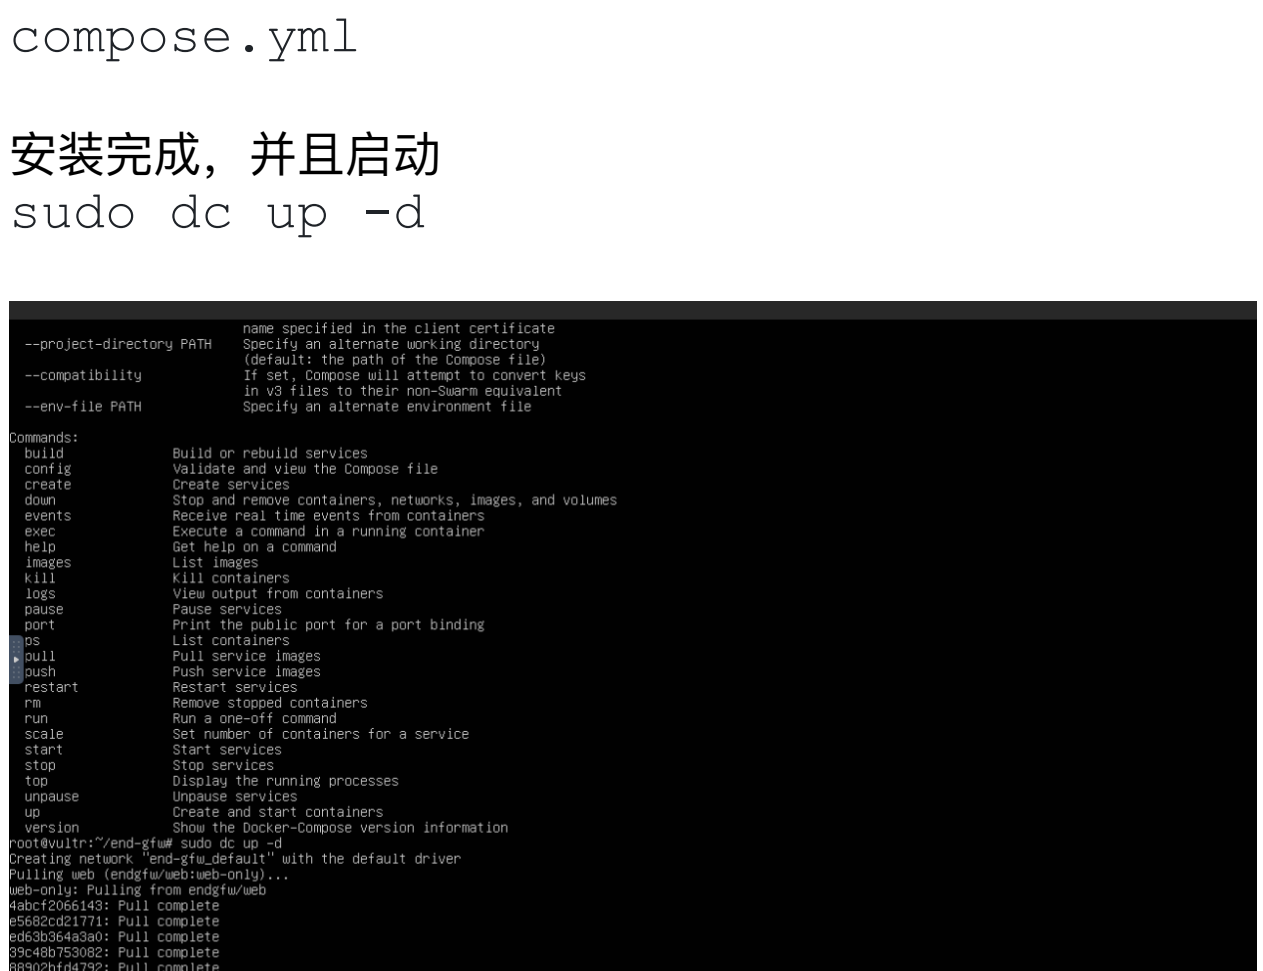 compose.yml
安装完成，并且启动
sudo dc up -d
name specified in the client certificate
--project-directory PATH    Specify an alternate working directory
(default: the path of the Compose file)
--compatibility             If set, Compose will attempt to convert keys
in v3 files to their non-Swarm equivalent
--env-file PATH             Specify an alternate environment file
Commands:
build              Build or rebuild services
config             Validate and view the Compose file
create             Create services
down               Stop and remove containers, networks, images, and volumes
events             Receive real time events from containers
exec               Execute a command in a running container
help               Get help on a command
images             List images
kill               Kill containers
logs               View output from containers
pause              Pause services
port               Print the public port for a port binding
ps                 List containers
pull               Pull service images
push               Push service images
restart            Restart services
rm                 Remove stopped containers
run                Run a one-off command
scale              Set number of containers for a service
start              Start services
stop               Stop services
top                Display the running processes
unpause            Unpause services
up                 Create and start containers
version            Show the Docker-Compose version information
root@vultr:~/end-gfw# sudo dc up -d
Creating network "end-gfw_default" with the default driver
Pulling web (endgfw/web:web-only)...
web-only: Pulling from endgfw/web
4abcf2066143: Pull complete
e5682cd21771: Pull complete
ed63b364a3a0: Pull complete
39c48b753082: Pull complete
88902bfd4792: Pull complete